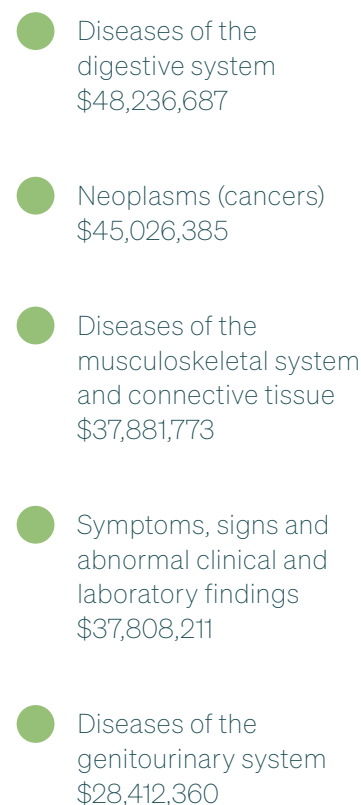 Diseases of the
digestive system
$48,236,687
Neoplasms (cancers)
$45,026,385
Diseases of the
musculoskeletal system
and connective tissue
$37,881,773
Symptoms, signs and
abnormal clinical and
laboratory findings
$37,808,211
Diseases of the
genitourinary system
$28,412,360